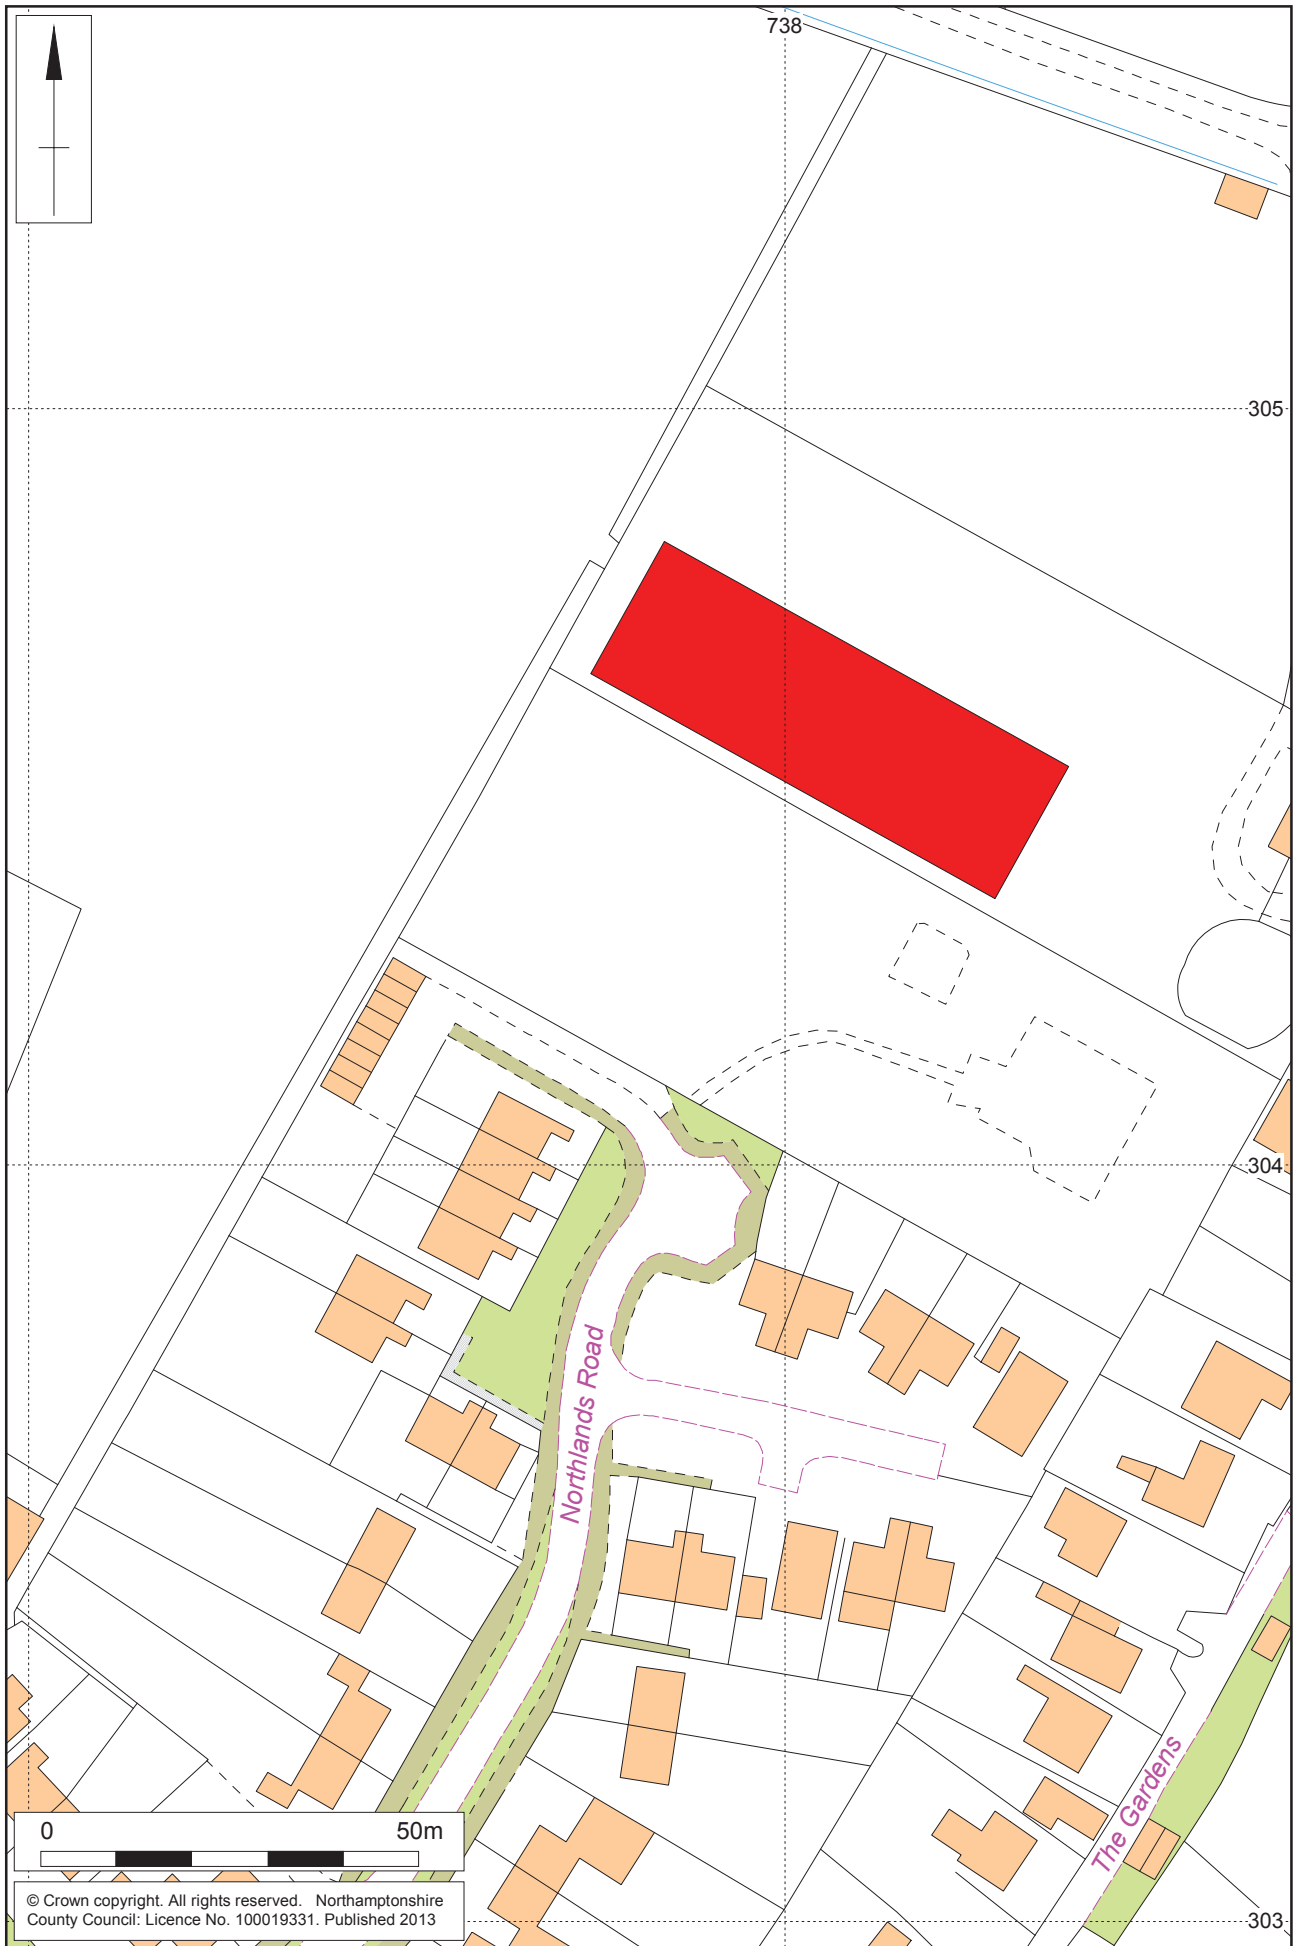 738
305
304
Northlands Road
The Gardens
0 50m
© Crown copyright. All rights reserved. Northamptonshire
County Council: Licence No. 100019331. Published 2013
303